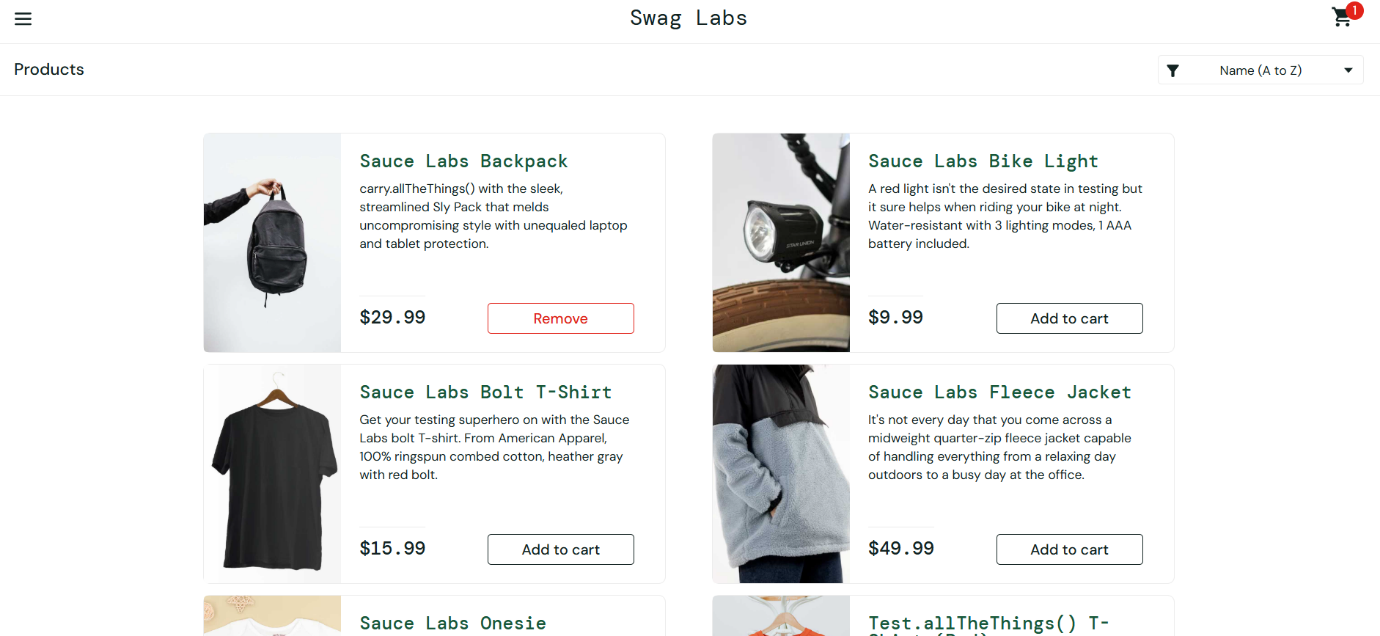 Swag Labs
1
Products
Name (A to Z)
Sauce Labs Backpack
carry.allTheThings() with the sleek,
streamlined Sly Pack that melds
uncompromising style with unequaled laptop
and tablet protection.
$29.99
Remove
Sauce Labs Bike Light
A red light isn't the desired state in testing but
it sure helps when riding your bike at night.
Water-resistant with 3 lighting modes, 1 AAA
battery included.
$9.99
Add to cart
Sauce Labs Bolt T-Shirt
Get your testing superhero on with the Sauce
Labs bolt T-shirt. From American Apparel,
100% ringspun combed cotton, heather gray
with red bolt.
$15.99
Add to cart
Sauce Labs Fleece Jacket
It's not every day that you come across a
midweight quarter-zip fleece jacket capable
of handling everything from a relaxing day
outdoors to a busy day at the office.
$49.99
Add to cart
Sauce Labs Onesie
Test.allTheThings() T-